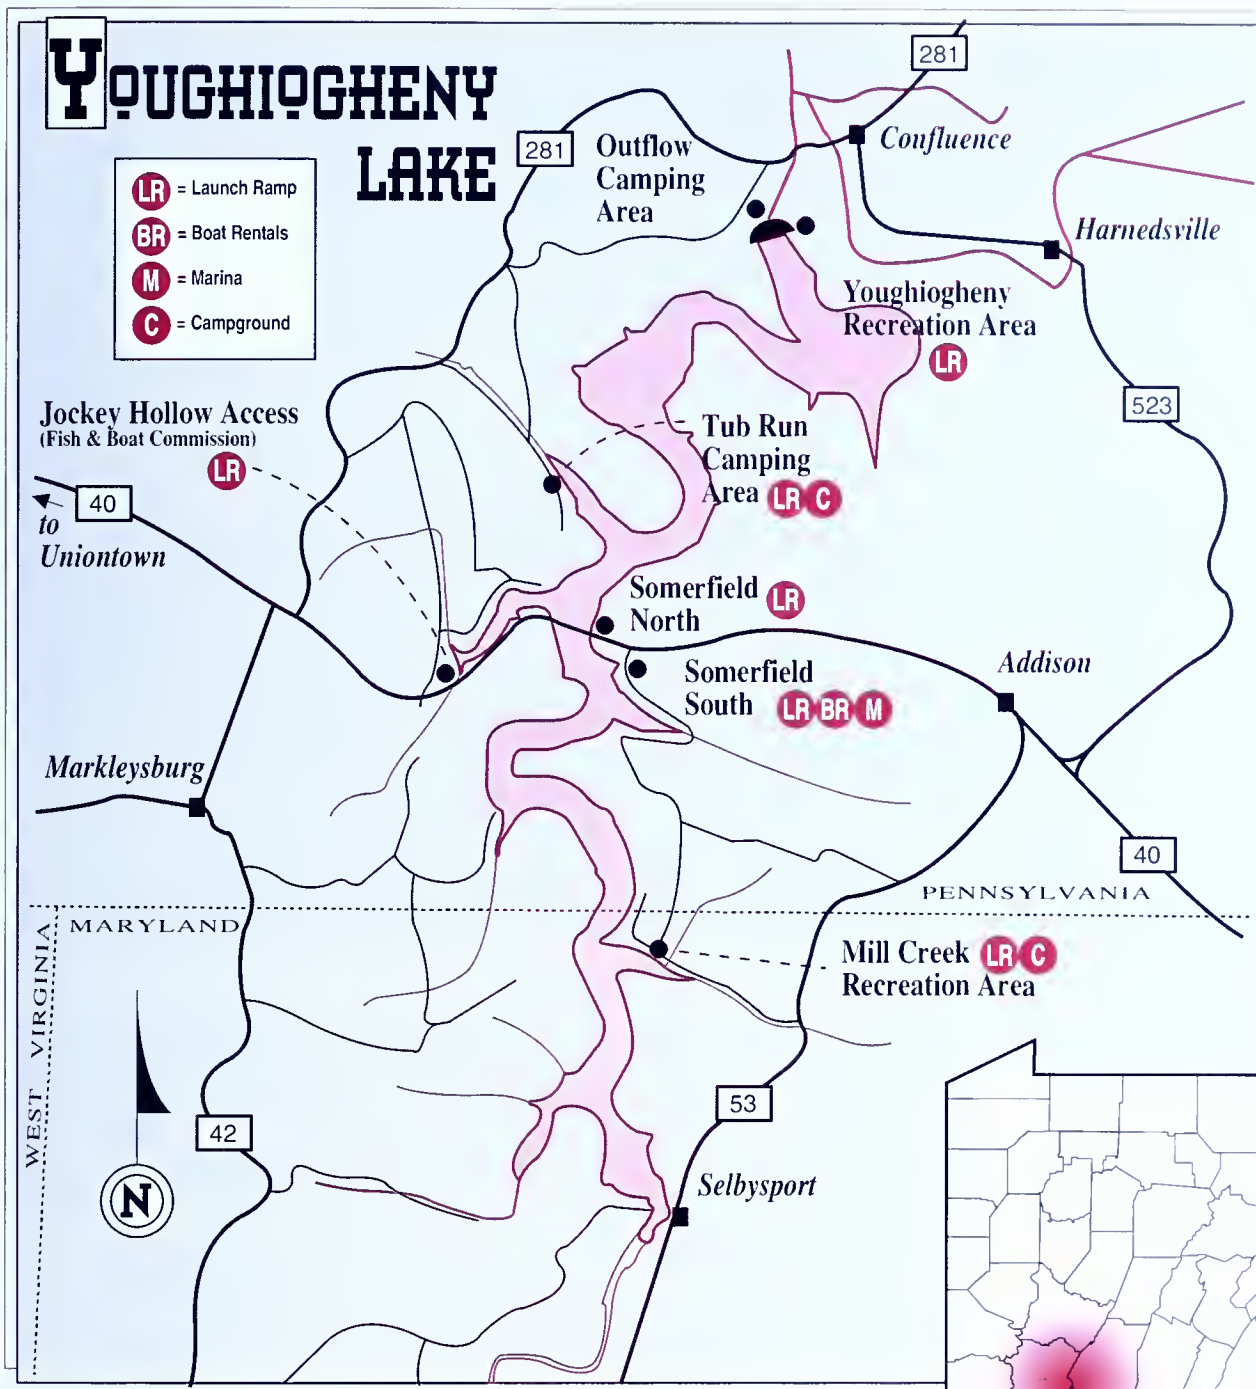 YOUGHIOGHENY
LAKE
LR = Launch Ramp
BR = Boat Rentals
M = Marina
C = Campground
281
281
Outflow
Camping
Area
Confluence
Harnedsville
Youghiogheny
Recreation Area
LR
523
Jockey Hollow Access
(Fish & Boat Commission)
LR
Tub Run
Camping
Area LR C
40
to
Uniontown
Somerfield
North LR
Somerfield
South LR BR M
Addison
Markleysburg
40
PENNSYLVANIA
MARYLAND
WEST VIRGINIA
Mill Creek LR C
Recreation Area
53
42
N
Selbysport